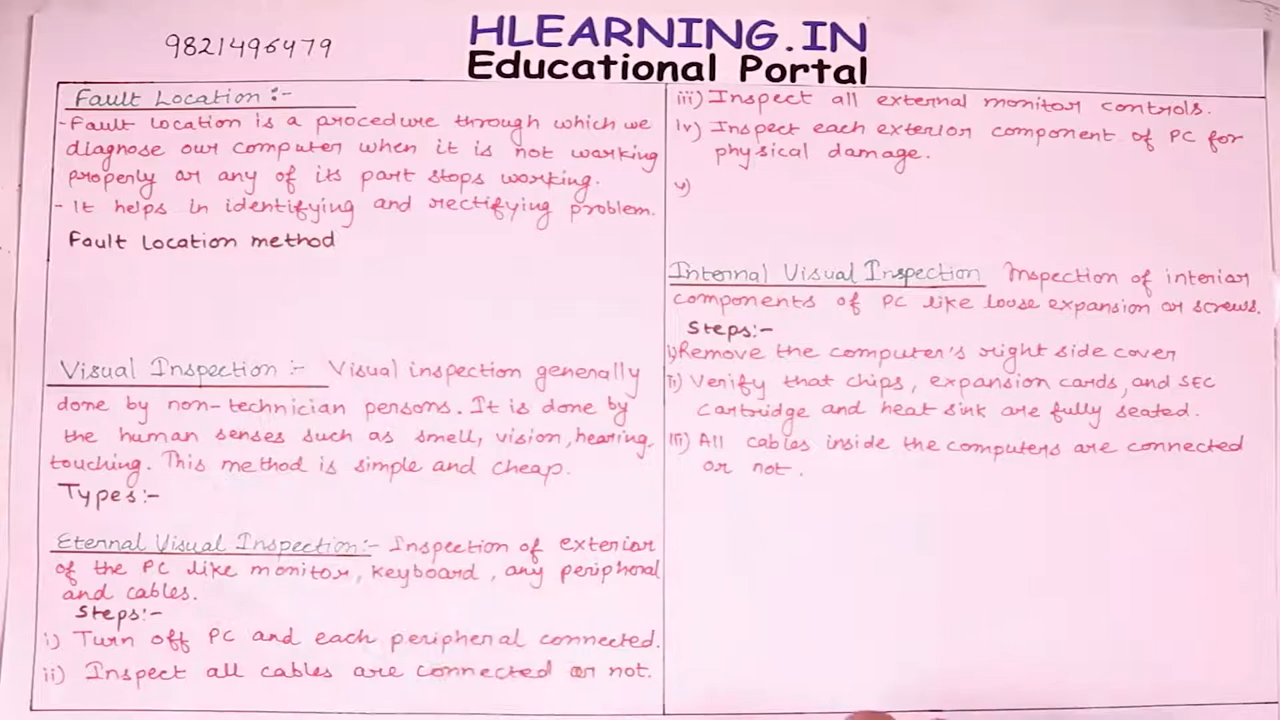 9821496479
HLEARNING.IN
Educational Portal
Fault Location :-
- Fault location is a procedure through which we
diagnose our computer when it is not working
properly or any of its part stops working.
- It helps in identifying and rectifying problem.
Fault Location method
Visual Inspection :- Visual inspection generally
done by non-technician persons. It is done by
the human senses such as smell, vision, hearing,
touching. This method is simple and cheap.
Types:-
Eternal Visual Inspection:- Inspection of exterior
of the PC like monitor, keyboard, any peripheral
and cables.
Steps:-
i) Turn off PC and each peripheral connected.
ii) Inspect all cables are connected or not.
iii) Inspect all external monitor controls.
iv) Inspect each exterior component of PC for
physical damage.
v)
Internal Visual Inspection Inspection of interior
components of PC like loose expansion or screws.
Steps:-
i) Remove the computer's right side cover
ii) Verify that chips, expansion cards, and SEC
Cartridge and heat sink are fully seated.
iii) All cables inside the computers are connected
or not.